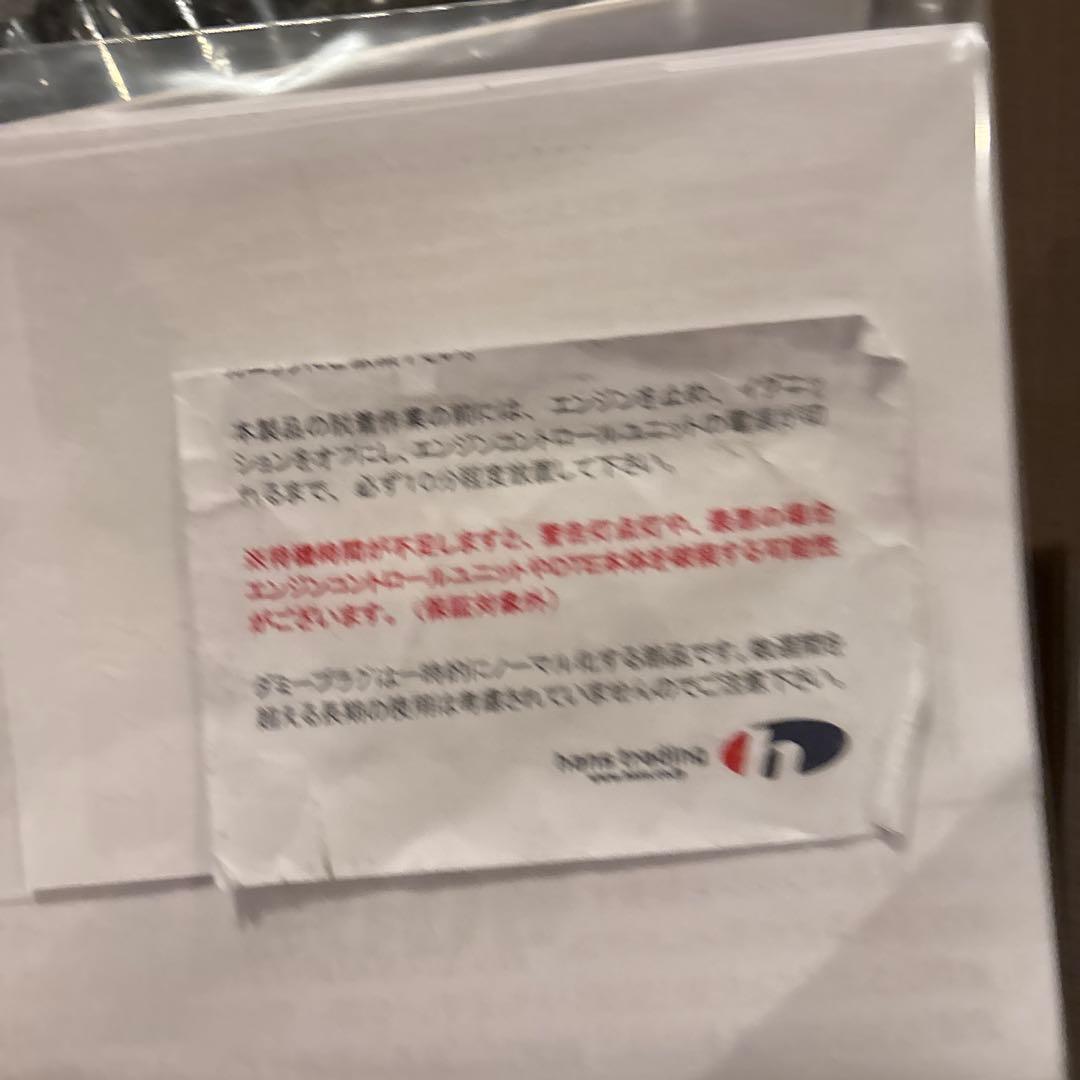 本製品の脱着作業の前には、エンジンを止め、イグニッ
ションをオフにし、エンジンコントロールユニットの電源が切
れるまで、必ず10分程度放置して下さい。
※待機時間が不足しますと、警告灯点灯や、最悪の場合
エンジンコントロールユニットやDTE本体を破損する可能性
がございます。（保証対象外）
ダミープラグは一時的にノーマル化する部品です。数週間を
超える長期の使用は考慮されていませんのでご注意下さい。
hans trading
h